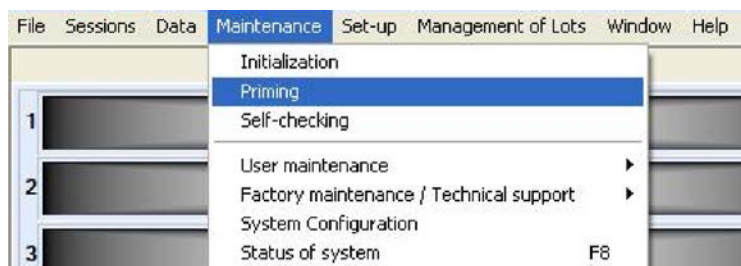 File Sessions Data Maintenance Set-up Management of Lots Window Help
Initialization
Priming
1
Self-checking
User maintenance
2
Factory maintenance / Technical support
System Configuration
3
Status of system F8